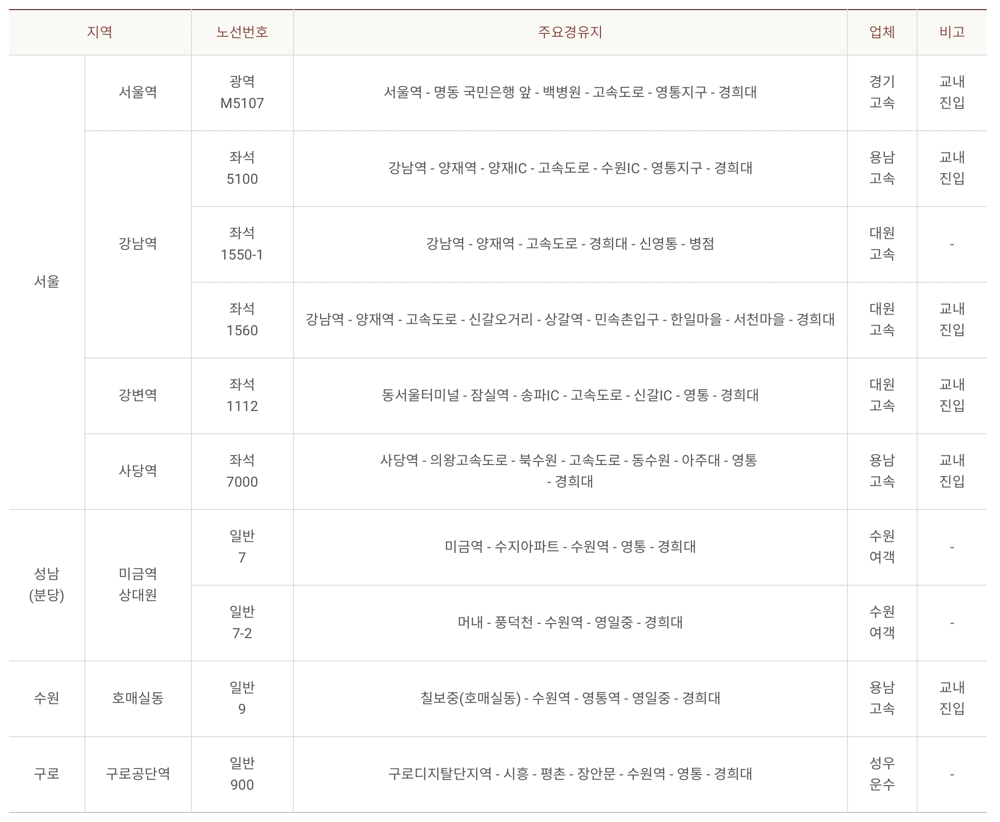 지역 노선번호 주요경유지 업체 비고
서울
서울역
광역
M5107
서울역 - 명동 국민은행 앞 - 백병원 - 고속도로 - 영통지구 - 경희대
경기
고속
교내
진입
강남역
좌석
5100
강남역 - 양재역 - 양재IC - 고속도로 - 수원IC - 영통지구 - 경희대
용남
고속
교내
진입
좌석
1550-1
강남역 - 양재역 - 고속도로 - 경희대 - 신영통 - 병점
대원
고속
-
좌석
1560
강남역 - 양재역 - 고속도로 - 신갈오거리 - 상갈역 - 민속촌입구 - 한일마을 - 서천마을 - 경희대
대원
고속
교내
진입
강변역
좌석
1112
동서울터미널 - 잠실역 - 송파IC - 고속도로 - 신갈IC - 영통 - 경희대
대원
고속
교내
진입
사당역
좌석
7000
사당역 - 의왕고속도로 - 북수원 - 고속도로 - 동수원 - 아주대 - 영통
- 경희대
용남
고속
교내
진입
성남
(분당)
미금역
상대원
일반
7
미금역 - 수지아파트 - 수원역 - 영통 - 경희대
수원
여객
-
일반
7-2
머내 - 풍덕천 - 수원역 - 영일중 - 경희대
수원
여객
-
수원
호매실동
일반
9
칠보중(호매실동) - 수원역 - 영통역 - 영일중 - 경희대
용남
고속
교내
진입
구로
구로공단역
일반
900
구로디지탈단지역 - 시흥 - 평촌 - 장안문 - 수원역 - 영통 - 경희대
성우
운수
-